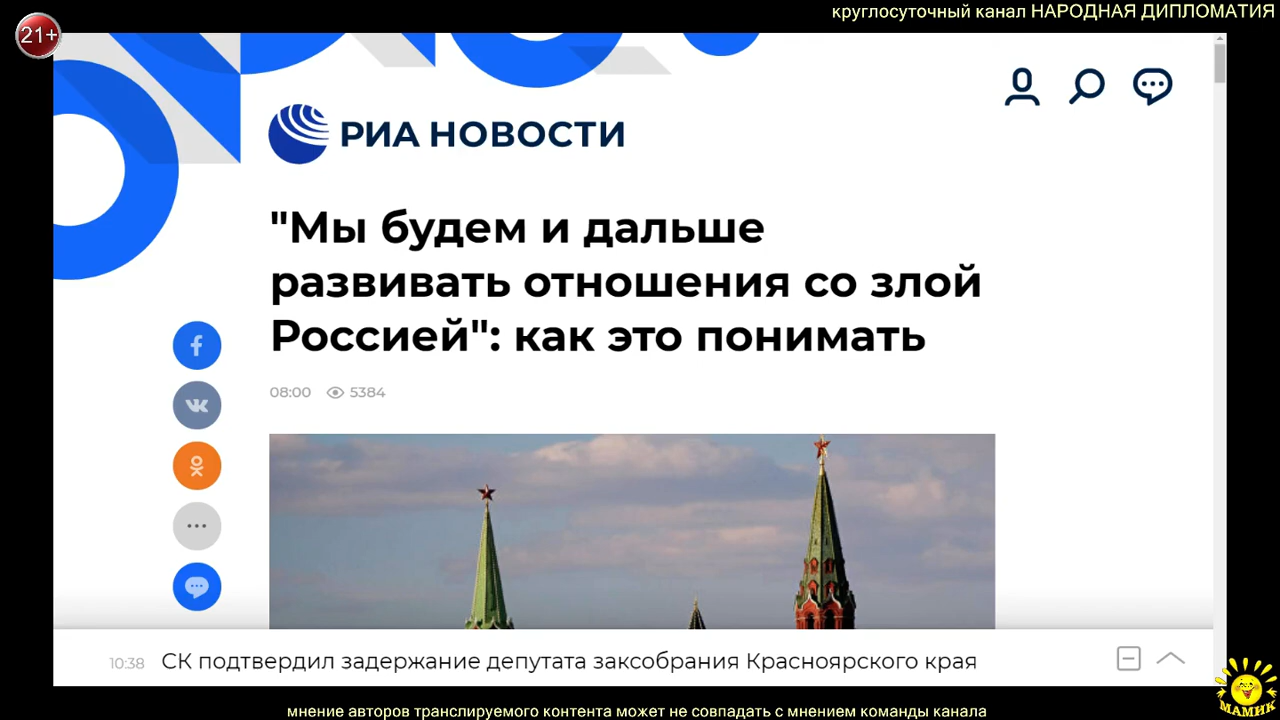 круглосуточный канал НАРОДНАЯ ДИПЛОМАТИЯ
21+
РИА НОВОСТИ
"Мы будем и дальше
развивать отношения со злой
Россией": как это понимать
08:00 5384
10:38 СК подтвердил задержание депутата заксобрания Красноярского края
МАМИК
мнение авторов транслируемого контента может не совпадать с мнением команды канала